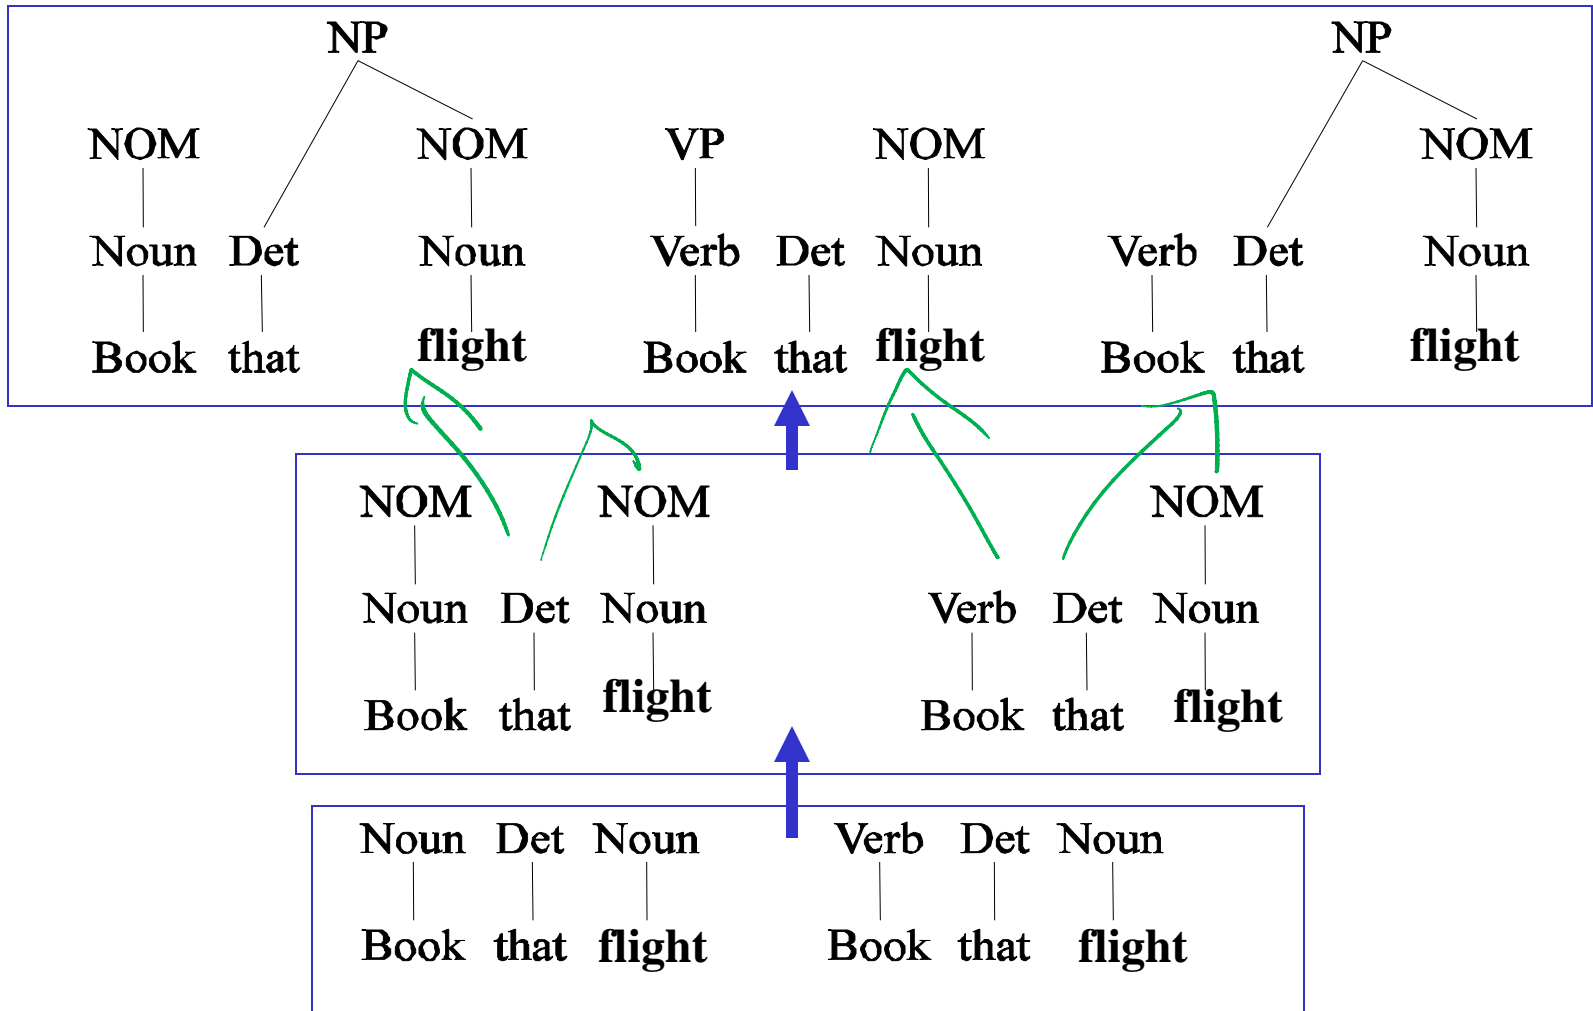 NP NP
NOM NOM VP NOM NOM
Noun Det Noun Verb Det Noun Verb Det Noun
Book that flight Book that flight Book that flight
NOM NOM NOM
Noun Det Noun Verb Det Noun
Book that flight Book that flight
Noun Det Noun Verb Det Noun
Book that flight Book that flight